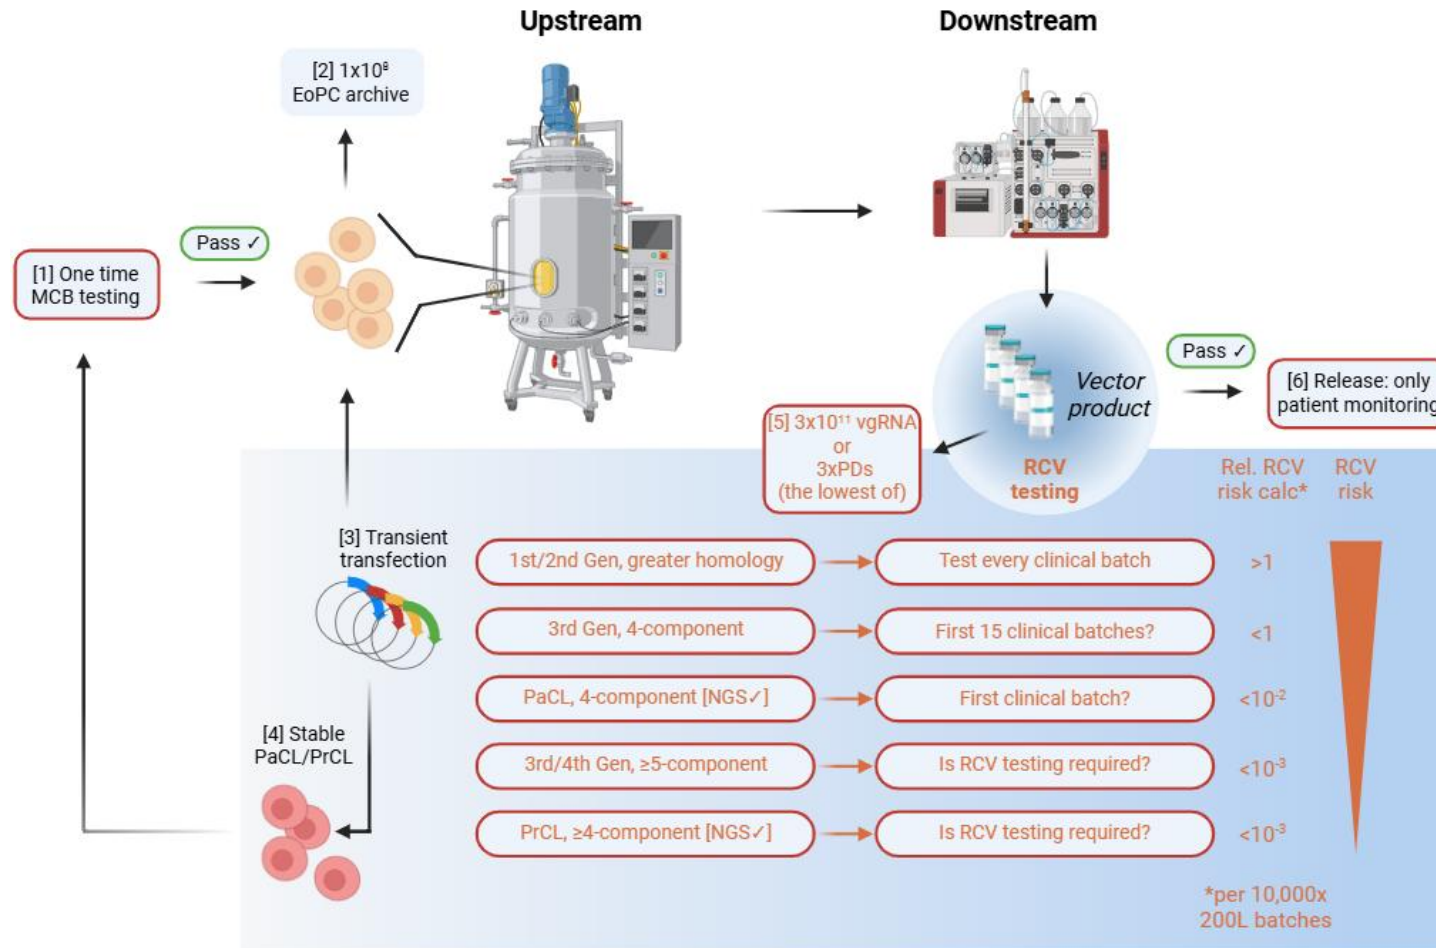 Upstream
Downstream
[2] 1x10⁸
EoPC archive
Pass ✓
[1] One time
MCB testing
Pass ✓
[6] Release: only
patient monitoring
Vector
product
[5] 3x10¹¹ vgRNA
or
3xPDs
(the lowest of)
RCV
testing
Rel. RCV
risk calc*
RCV
risk
[3] Transient
transfection
1st/2nd Gen, greater homology
Test every clinical batch
>1
3rd Gen, 4-component
First 15 clinical batches?
<1
PaCL, 4-component [NGS✓]
First clinical batch?
<10⁻²
[4] Stable
PaCL/PrCL
3rd/4th Gen, ≥5-component
Is RCV testing required?
<10⁻³
PrCL, ≥4-component [NGS✓]
Is RCV testing required?
<10⁻³
*per 10,000x
200L batches